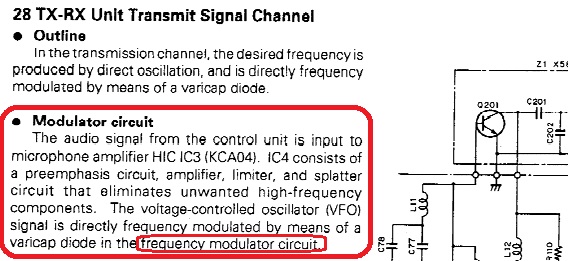 28 TX-RX Unit Transmit Signal Channel
● Outline
In the transmission channel, the desired frequency is
produced by direct oscillation, and is directly frequency
modulated by means of a varicap diode.
● Modulator circuit
The audio signal from the control unit is input to
microphone amplifier HIC IC3 (KCA04). IC4 consists of
a preemphasis circuit, amplifier, limiter, and splatter
circuit that eliminates unwanted high-frequency
components. The voltage-controlled oscillator (VFO)
signal is directly frequency modulated by means of a
varicap diode in the frequency modulator circuit.
Z1 X58
Q201
C201
C202
L11
C78
C77
L12
R110